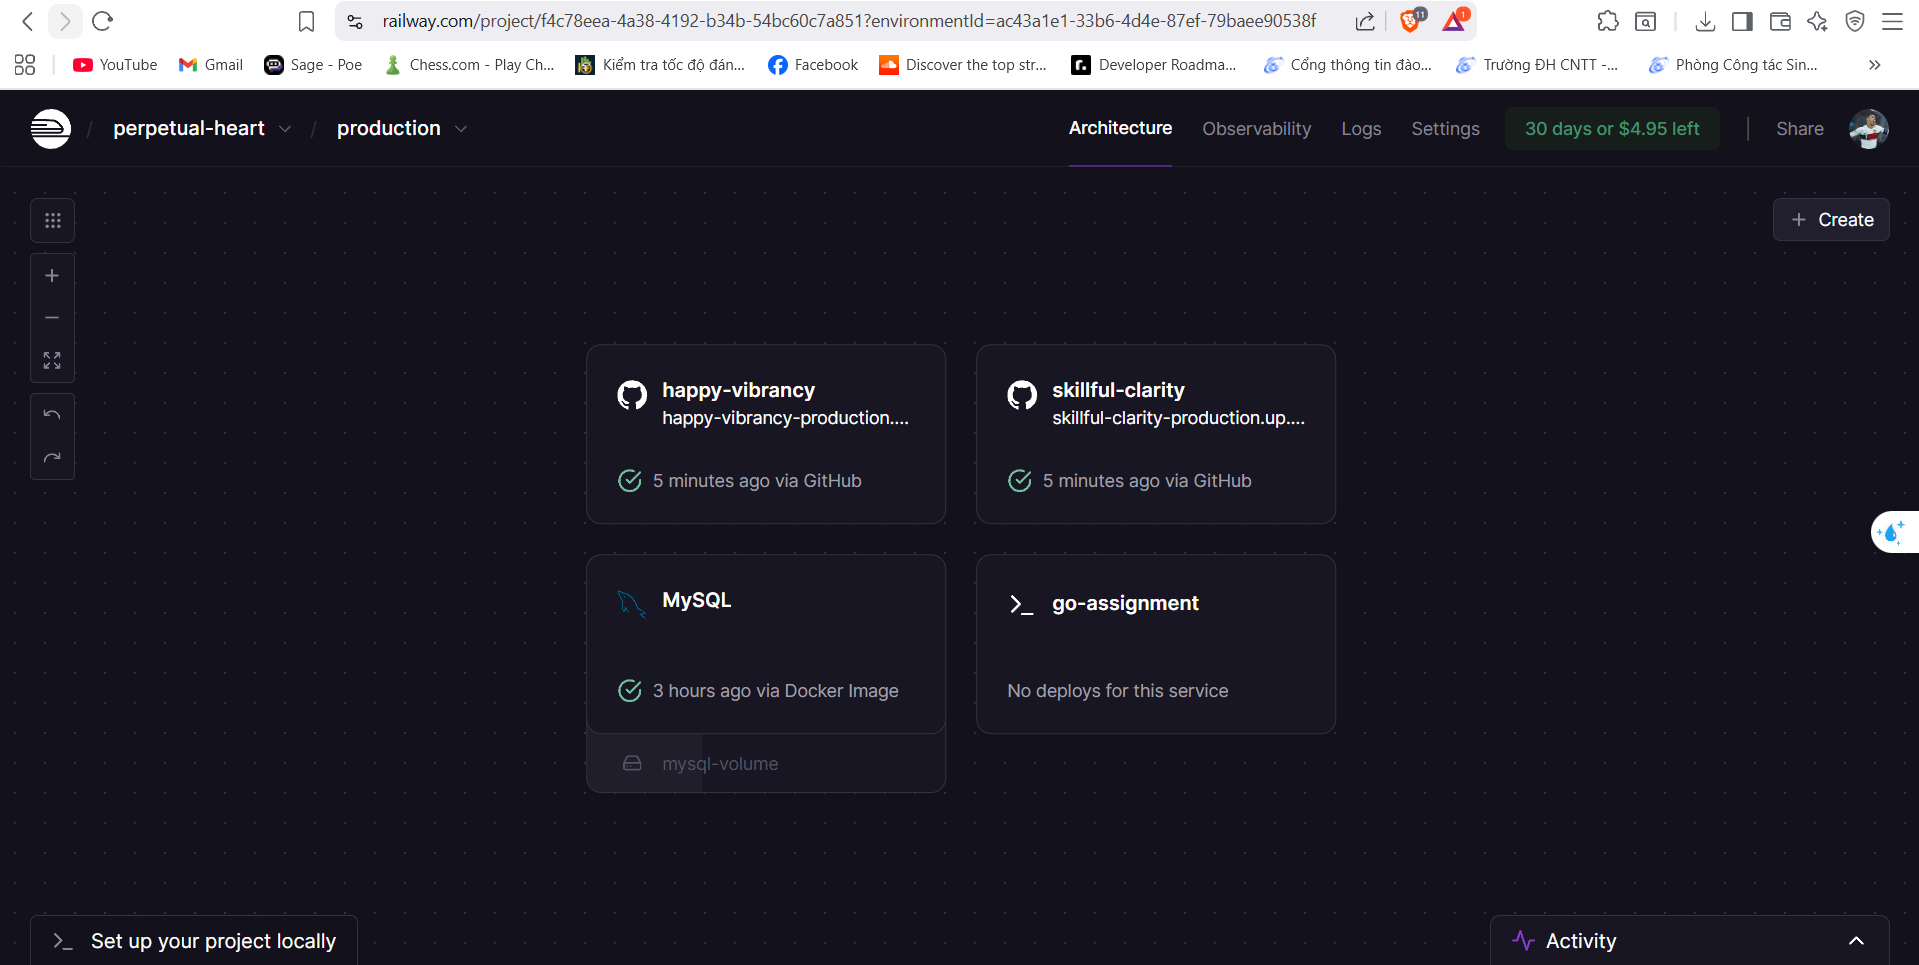 railway.com/project/f4c78eea-4a38-4192-b34b-54bc60c7a851?environmentId=ac43a1e1-33b6-4d4e-87ef-79baee90538f
11
1
YouTube
Gmail
Sage - Poe
Chess.com - Play Ch...
Kiểm tra tốc độ đán...
Facebook
Discover the top str...
Developer Roadma...
Cổng thông tin đào...
Trường ĐH CNTT -...
Phòng Công tác Sin...
»
/ perpetual-heart / production
Architecture
Observability
Logs
Settings
30 days or $4.95 left
Share
+ Create
happy-vibrancy
happy-vibrancy-production....
5 minutes ago via GitHub
skillful-clarity
skillful-clarity-production.up....
5 minutes ago via GitHub
MySQL
3 hours ago via Docker Image
mysql-volume
go-assignment
No deploys for this service
Set up your project locally
Activity